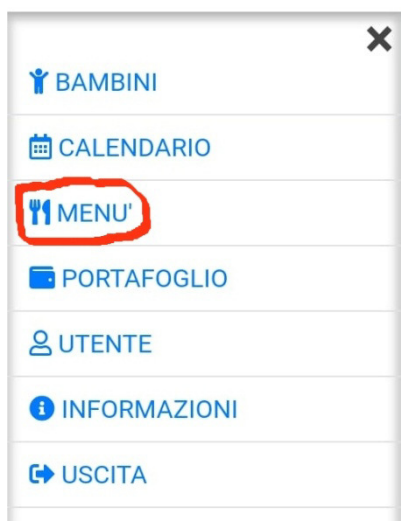 BAMBINI
CALENDARIO
MENU'
PORTAFOGLIO
UTENTE
INFORMAZIONI
USCITA